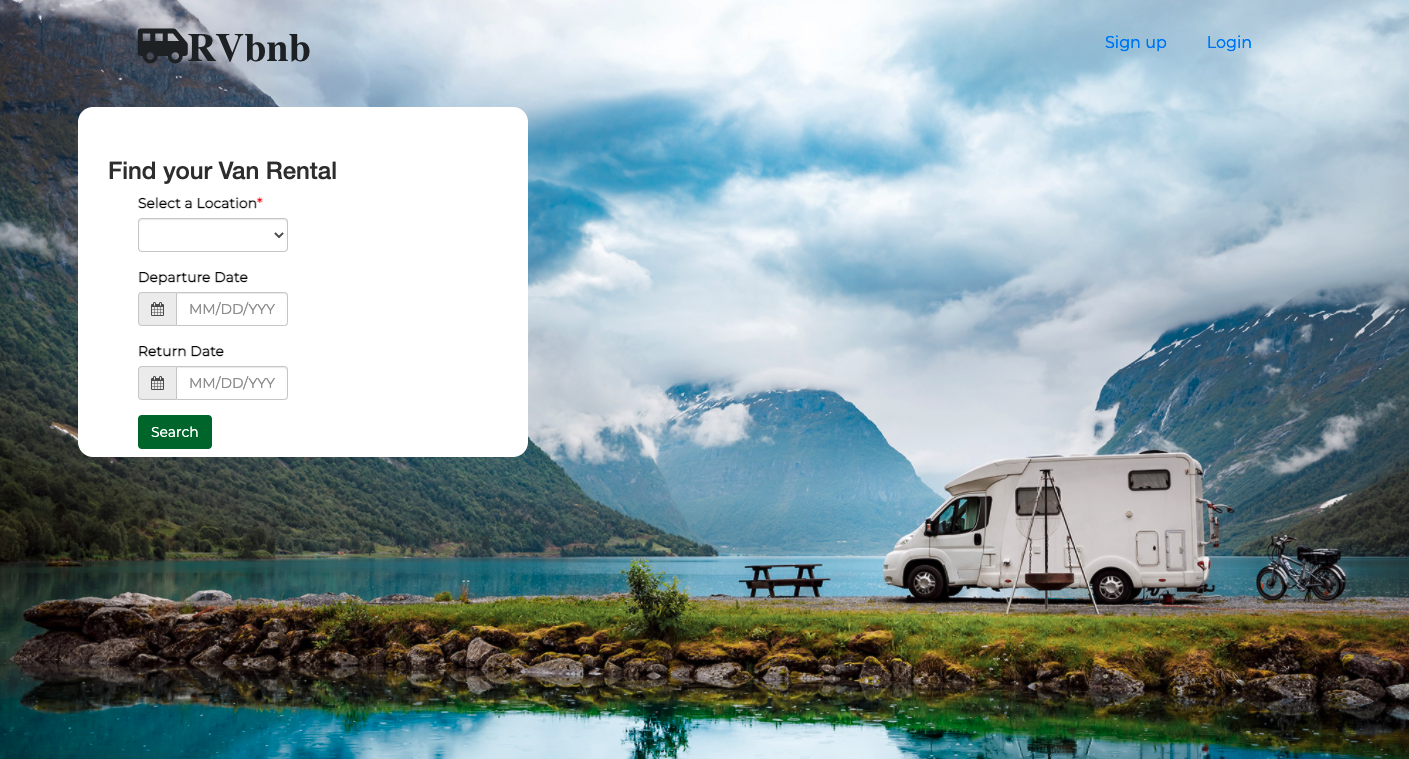 RVbnb
Sign up
Login
Find your Van Rental
Select a Location*
Departure Date
MM/DD/YYY
Return Date
MM/DD/YYY
Search